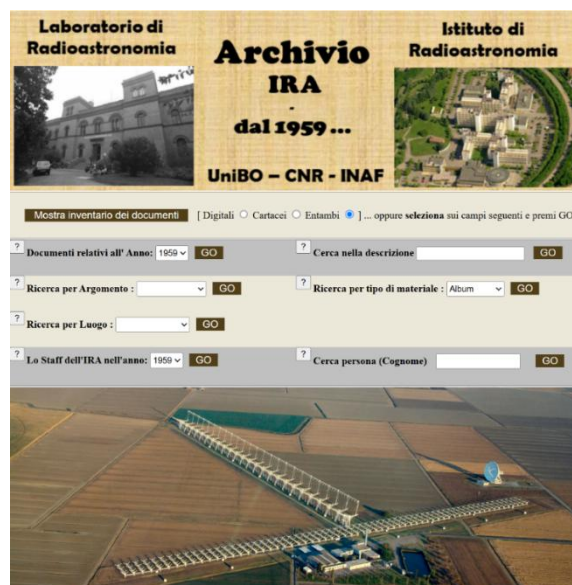 Laboratorio di
Radioastronomia
Archivio
IRA
-
dal 1959 ...
UniBO – CNR - INAF
Istituto di
Radioastronomia
Mostra inventario dei documenti [ Digitali Cartacei Entambi ] ... oppure seleziona sui campi seguenti e premi GO
? Documenti relativi all' Anno: 1959 GO ? Cerca nella descrizione GO
? Ricerca per Argomento : GO ? Ricerca per tipo di materiale : Album GO
? Ricerca per Luogo : GO
? Lo Staff dell'IRA nell'anno: 1959 GO ? Cerca persona (Cognome) GO